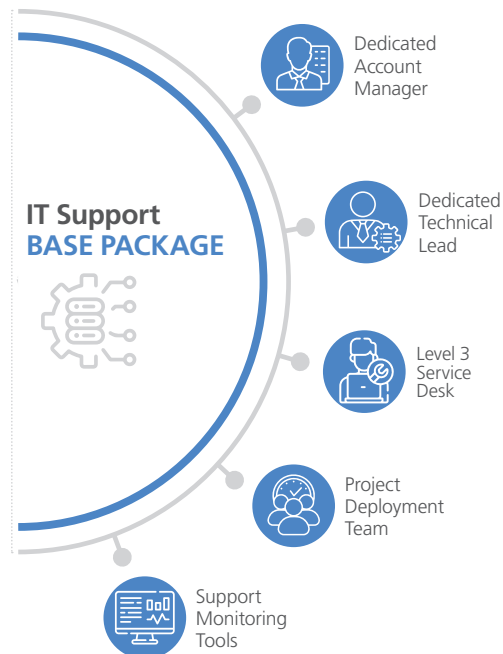 Dedicated
Account
Manager
IT Support
BASE PACKAGE
Dedicated
Technical
Lead
Level 3
Service
Desk
Project
Deployment
Team
Support
Monitoring
Tools